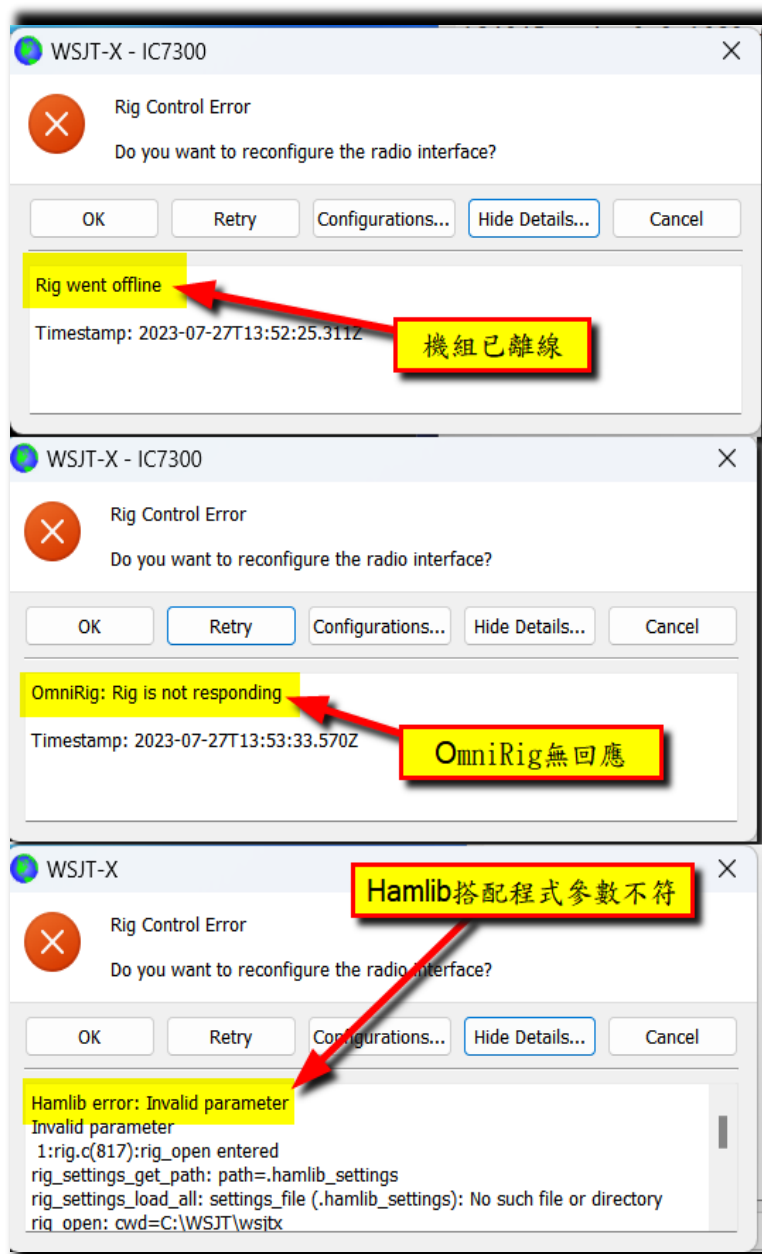 WSJT-X - IC7300
Rig Control Error
Do you want to reconfigure the radio interface?
OK Retry Configurations... Hide Details... Cancel
Rig went offline
Timestamp: 2023-07-27T13:52:25.311Z
機組已離線
WSJT-X - IC7300
Rig Control Error
Do you want to reconfigure the radio interface?
OK Retry Configurations... Hide Details... Cancel
OmniRig: Rig is not responding
Timestamp: 2023-07-27T13:53:33.570Z
OmniRig無回應
WSJT-X
Hamlib搭配程式參數不符
Rig Control Error
Do you want to reconfigure the radio interface?
OK Retry Configurations... Hide Details... Cancel
Hamlib error: Invalid parameter
Invalid parameter
1:rig.c(817):rig_open entered
rig_settings_get_path: path=.hamlib_settings
rig_settings_load_all: settings_file (.hamlib_settings): No such file or directory
rig_open: cwd=C:\WSJT\wsjtx